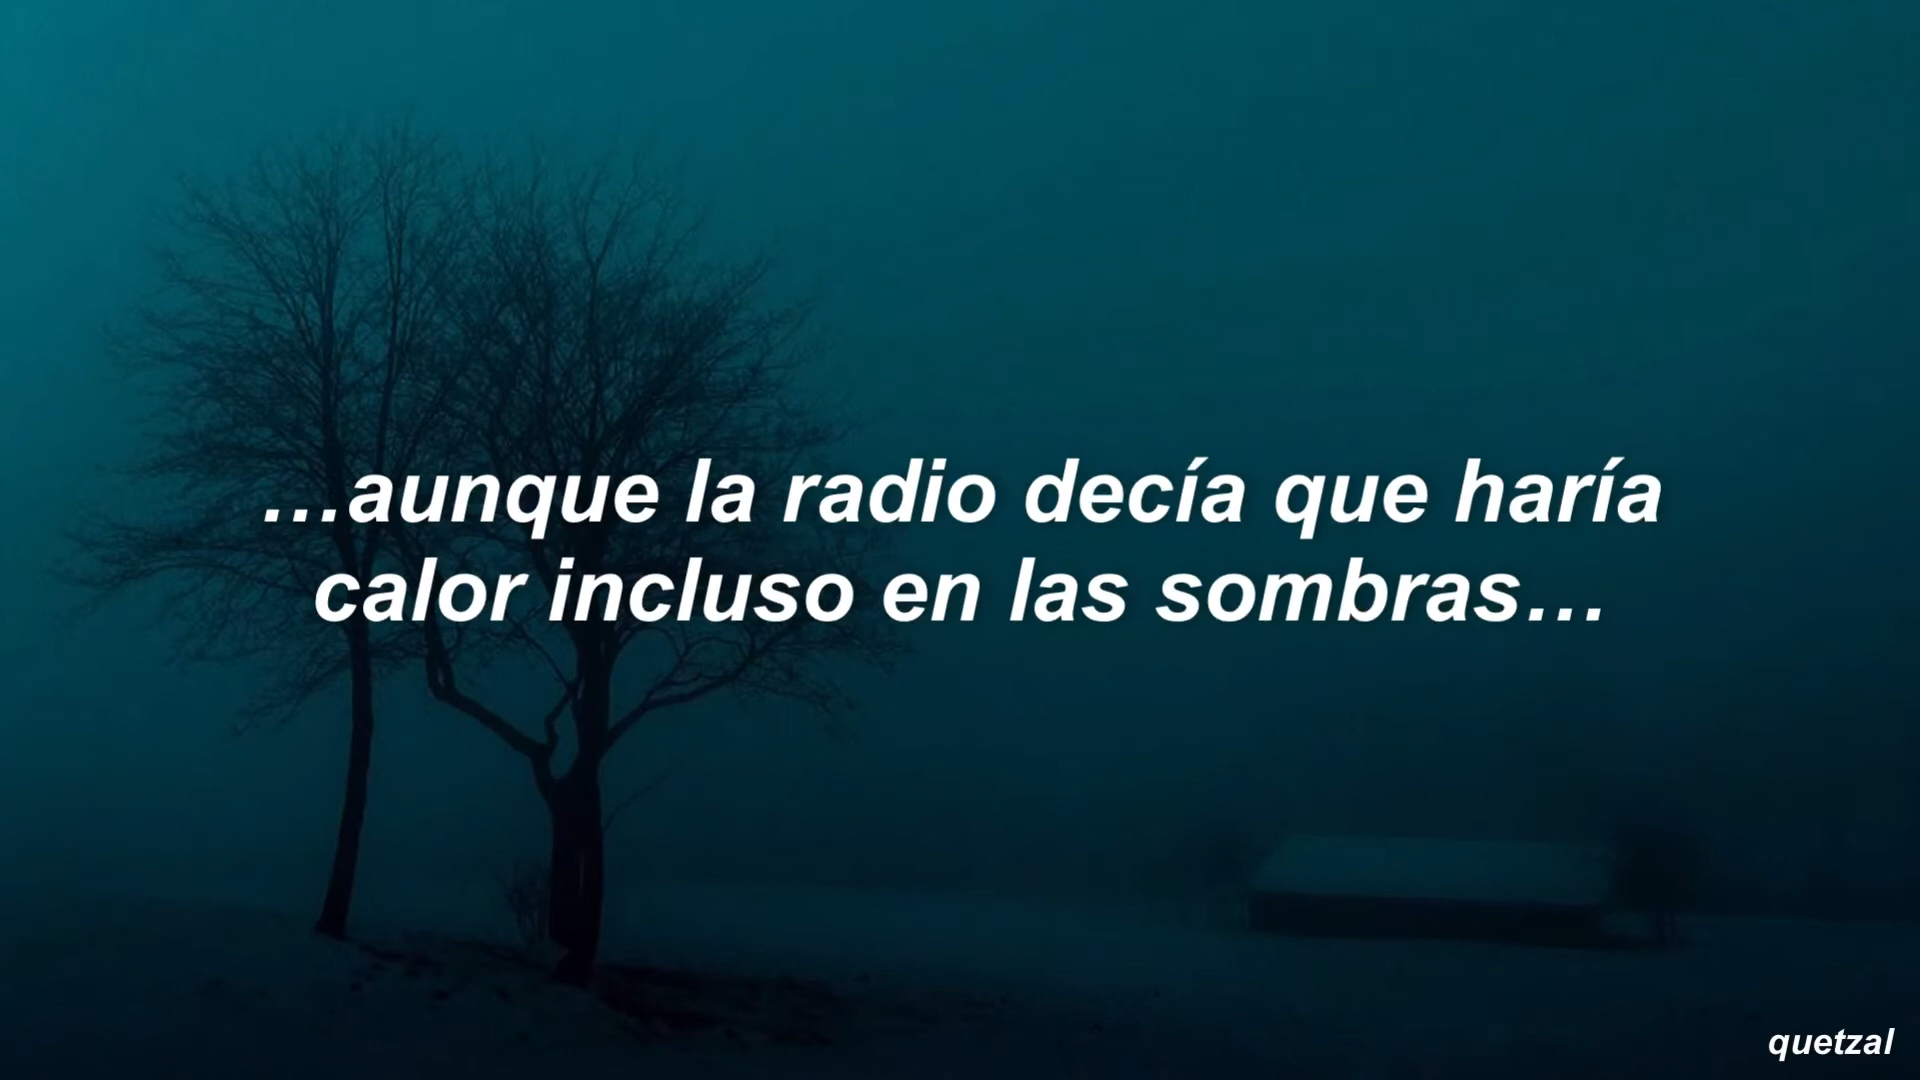 ...aunque la radio decía que haría
calor incluso en las sombras...
quetzal